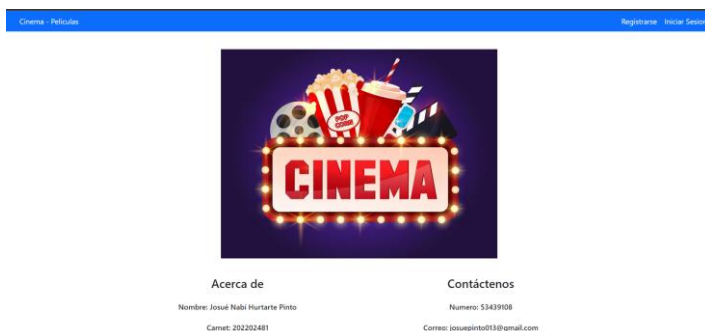 Cinema - Peliculas
Registrarse Iniciar Sesion
POP
CORN!
CINEMA
Acerca de
Nombre: Josué Nabí Hurtarte Pinto
Carnet: 202202481
Contáctenos
Numero: 53439108
Correo: josuepinto013@gmail.com